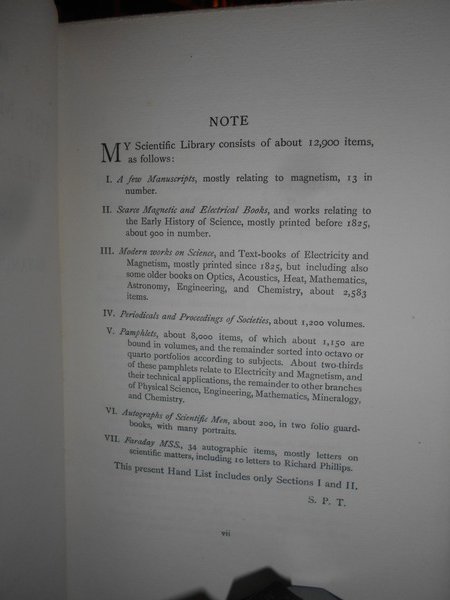 NOTE
MY Scientific Library consists of about 12,900 items,
as follows:
I. A few Manuscripts, mostly relating to magnetism, 13 in
number.
II. Scarce Magnetic and Electrical Books, and works relating
to the Early History of Science, mostly printed before 1825,
about 900 in number.
III. Modern works on Science, and Text-books of Electricity and
Magnetism, mostly printed since 1825, but including also
some older books on Optics, Acoustics, Heat, Mathematics,
Astronomy, Engineering, and Chemistry, about 2,583
items.
IV. Periodicals and Proceedings of Societies, about 1,200 volumes.
V. Pamphlets, about 8,000 items, of which about 1,150 are
bound in volumes, and the remainder sorted into octavo or
quarto portfolios according to subjects. About two-thirds
of these pamphlets relate to Electricity and Magnetism, and
their technical applications, the remainder to other branches
of Physical Science, Engineering, Mathematics, Mineralogy,
and Chemistry.
VI. Autographs of Scientific Men, about 200, in two folio guard-
books, with many portraits.
VII. Faraday MSS., 34 autographic items, mostly letters on
scientific matters, including 10 letters to Richard Phillips.
This present Hand List includes only Sections I and II.
S. P. T.
vii